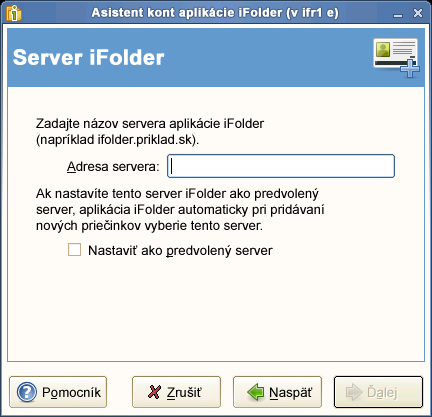 Asistent kont aplikácie iFolder (v ifr1 e)
Server iFolder
Zadajte názov servera aplikácie iFolder
(napríklad ifolder.priklad.sk).
Adresa servera:
Ak nastavíte tento server iFolder ako predvolený
server, aplikácia iFolder automaticky pri pridávaní
nových priečinkov vyberie tento server.
Nastaviť ako predvolený server
Pomocník
Zrušiť
Naspäť
Ďalej